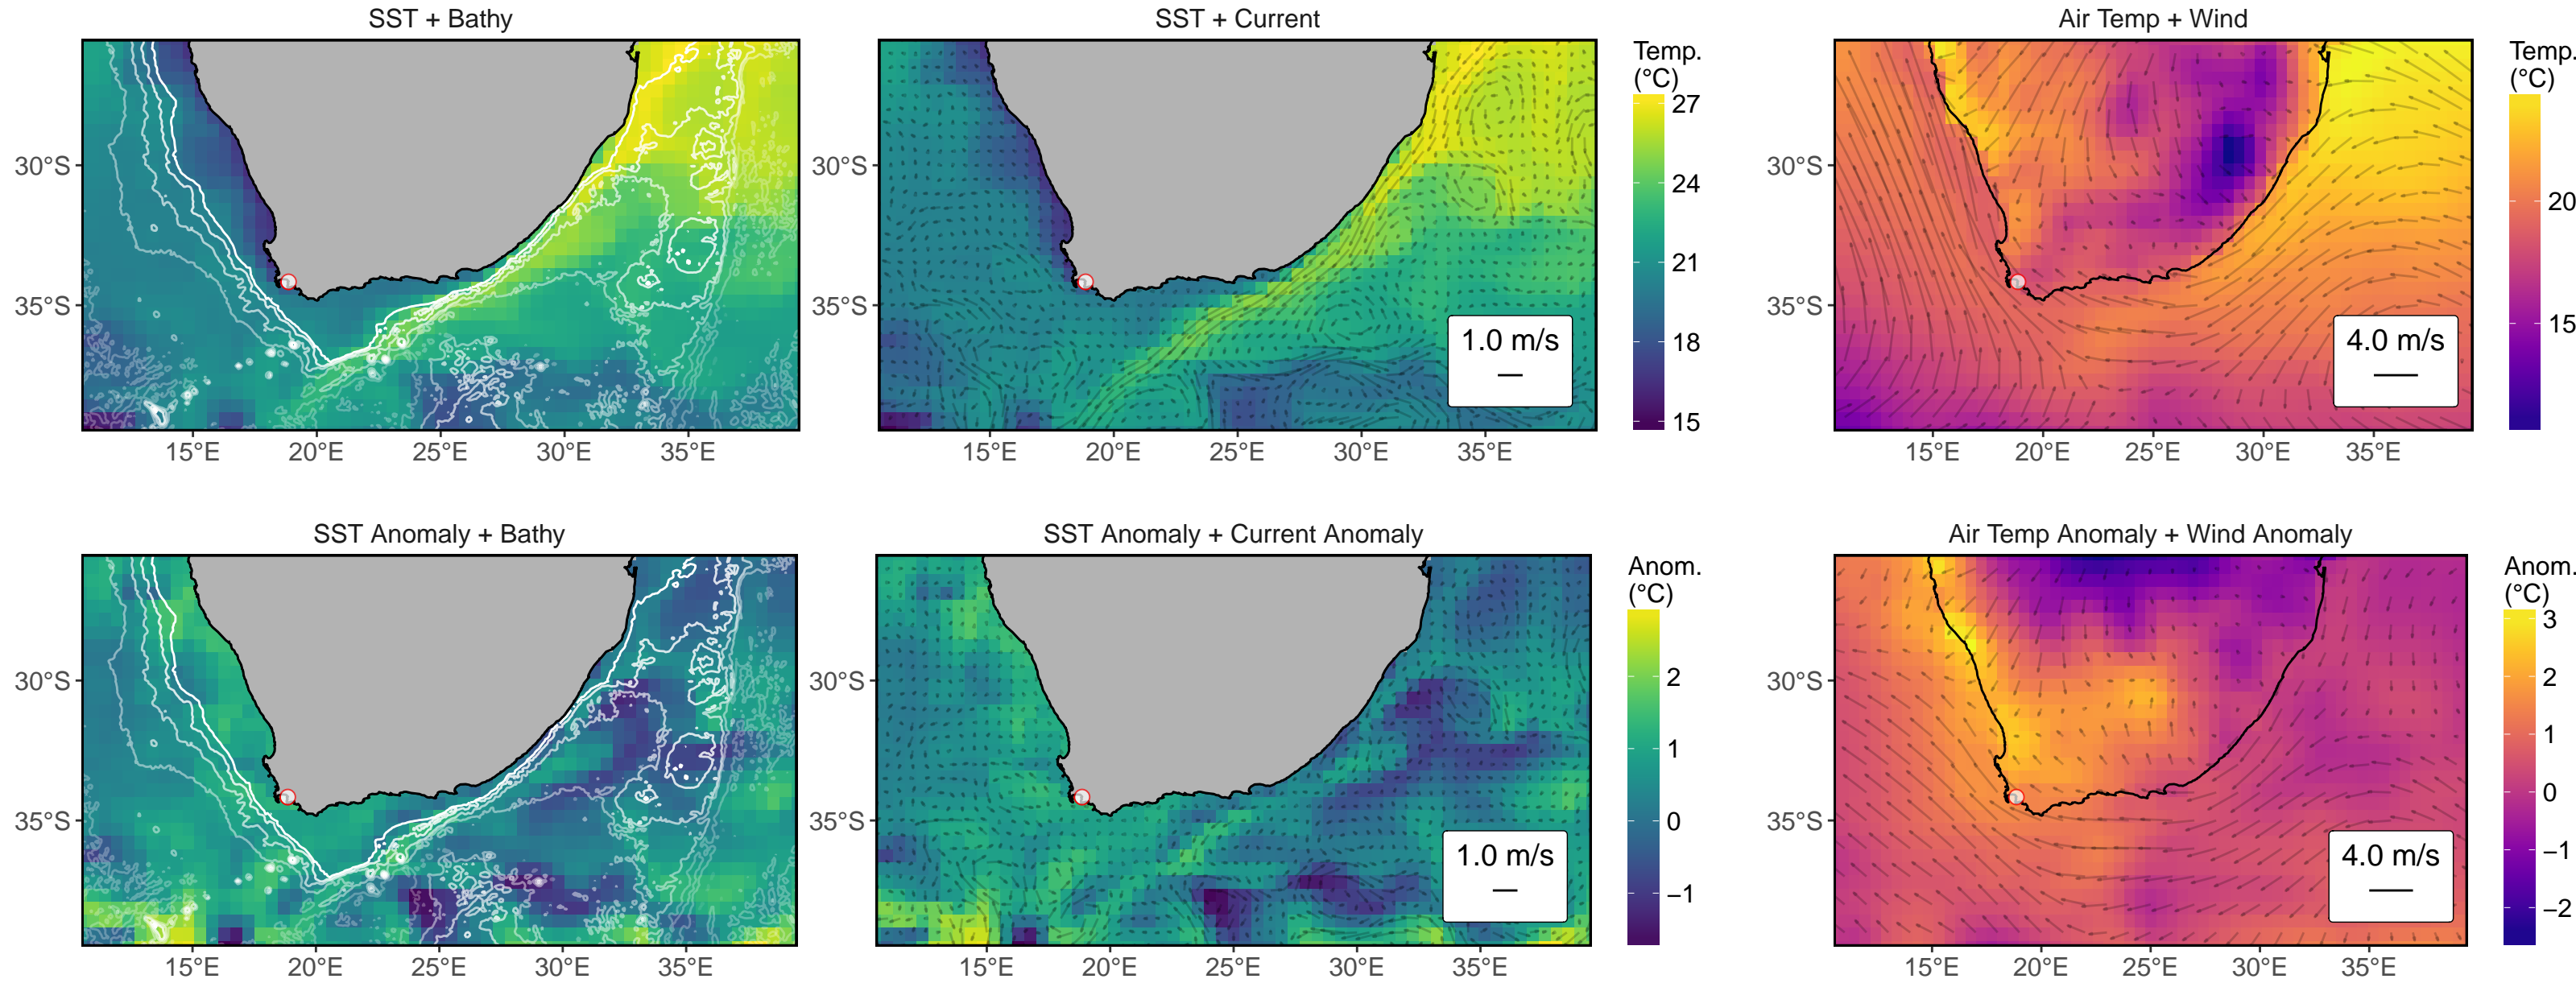 SST + Bathy
SST + Current
Air Temp + Wind
30°S
35°S
15°E 20°E 25°E 30°E 35°E
30°S
35°S
15°E 20°E 25°E 30°E 35°E
1.0 m/s
Temp.
(°C)
27
24
21
18
15
30°S
35°S
15°E 20°E 25°E 30°E 35°E
4.0 m/s
Temp.
(°C)
20
15
SST Anomaly + Bathy
SST Anomaly + Current Anomaly
Air Temp Anomaly + Wind Anomaly
30°S
35°S
15°E 20°E 25°E 30°E 35°E
30°S
35°S
15°E 20°E 25°E 30°E 35°E
1.0 m/s
Anom.
(°C)
2
1
0
−1
30°S
35°S
15°E 20°E 25°E 30°E 35°E
4.0 m/s
Anom.
(°C)
3
2
1
0
−1
−2